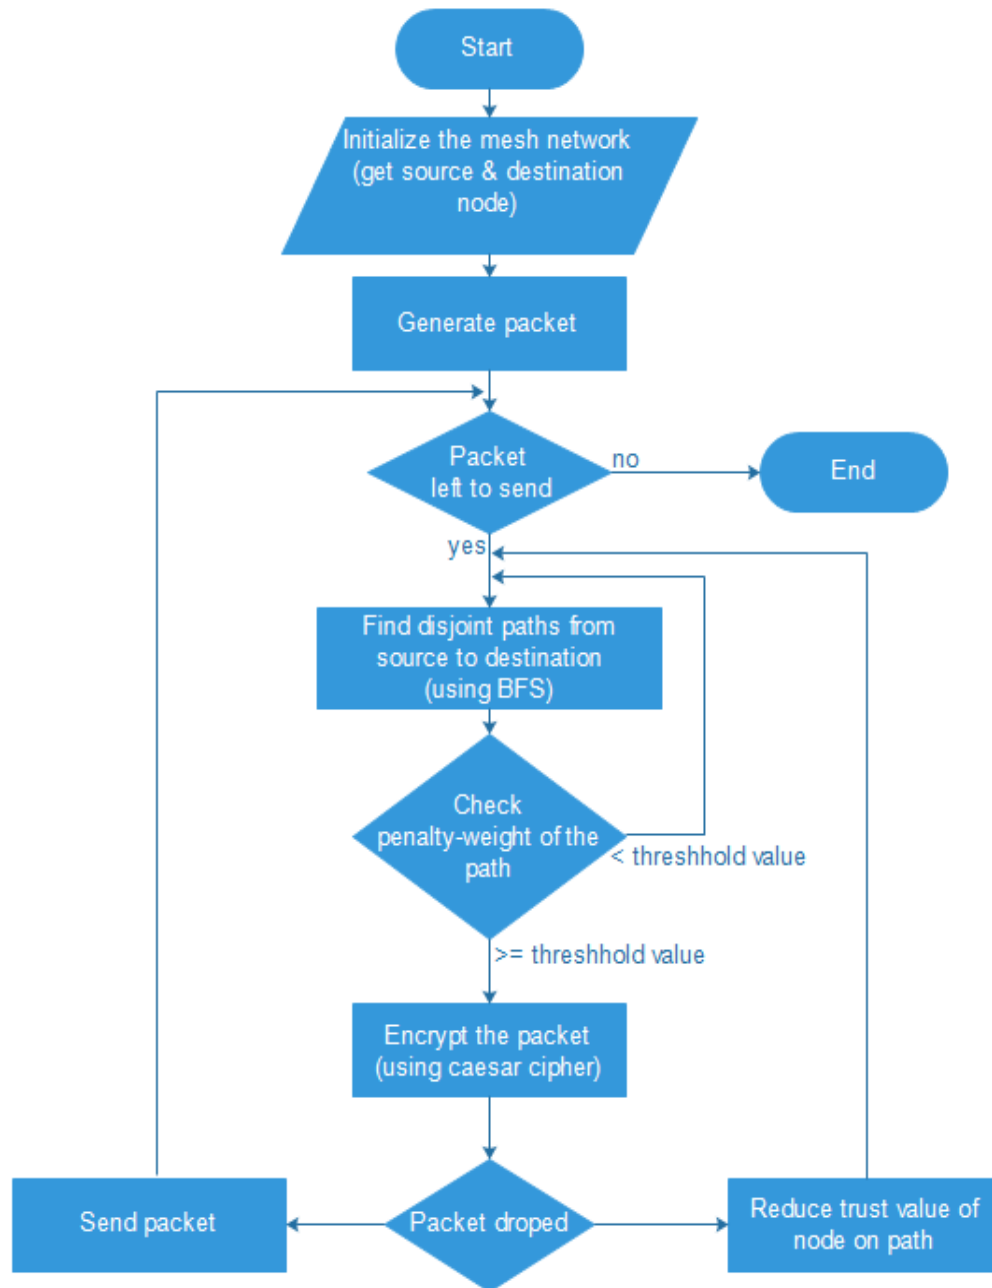 Start
Initialize the mesh network
(get source & destination
node)
Generate packet
Packet
left to send
no
End
yes
Find disjoint paths from
source to destination
(using BFS)
Check
penalty-weight of the
path
< threshhold value
>= threshhold value
Encrypt the packet
(using caesar cipher)
Send packet
Packet droped
Reduce trust value of
node on path